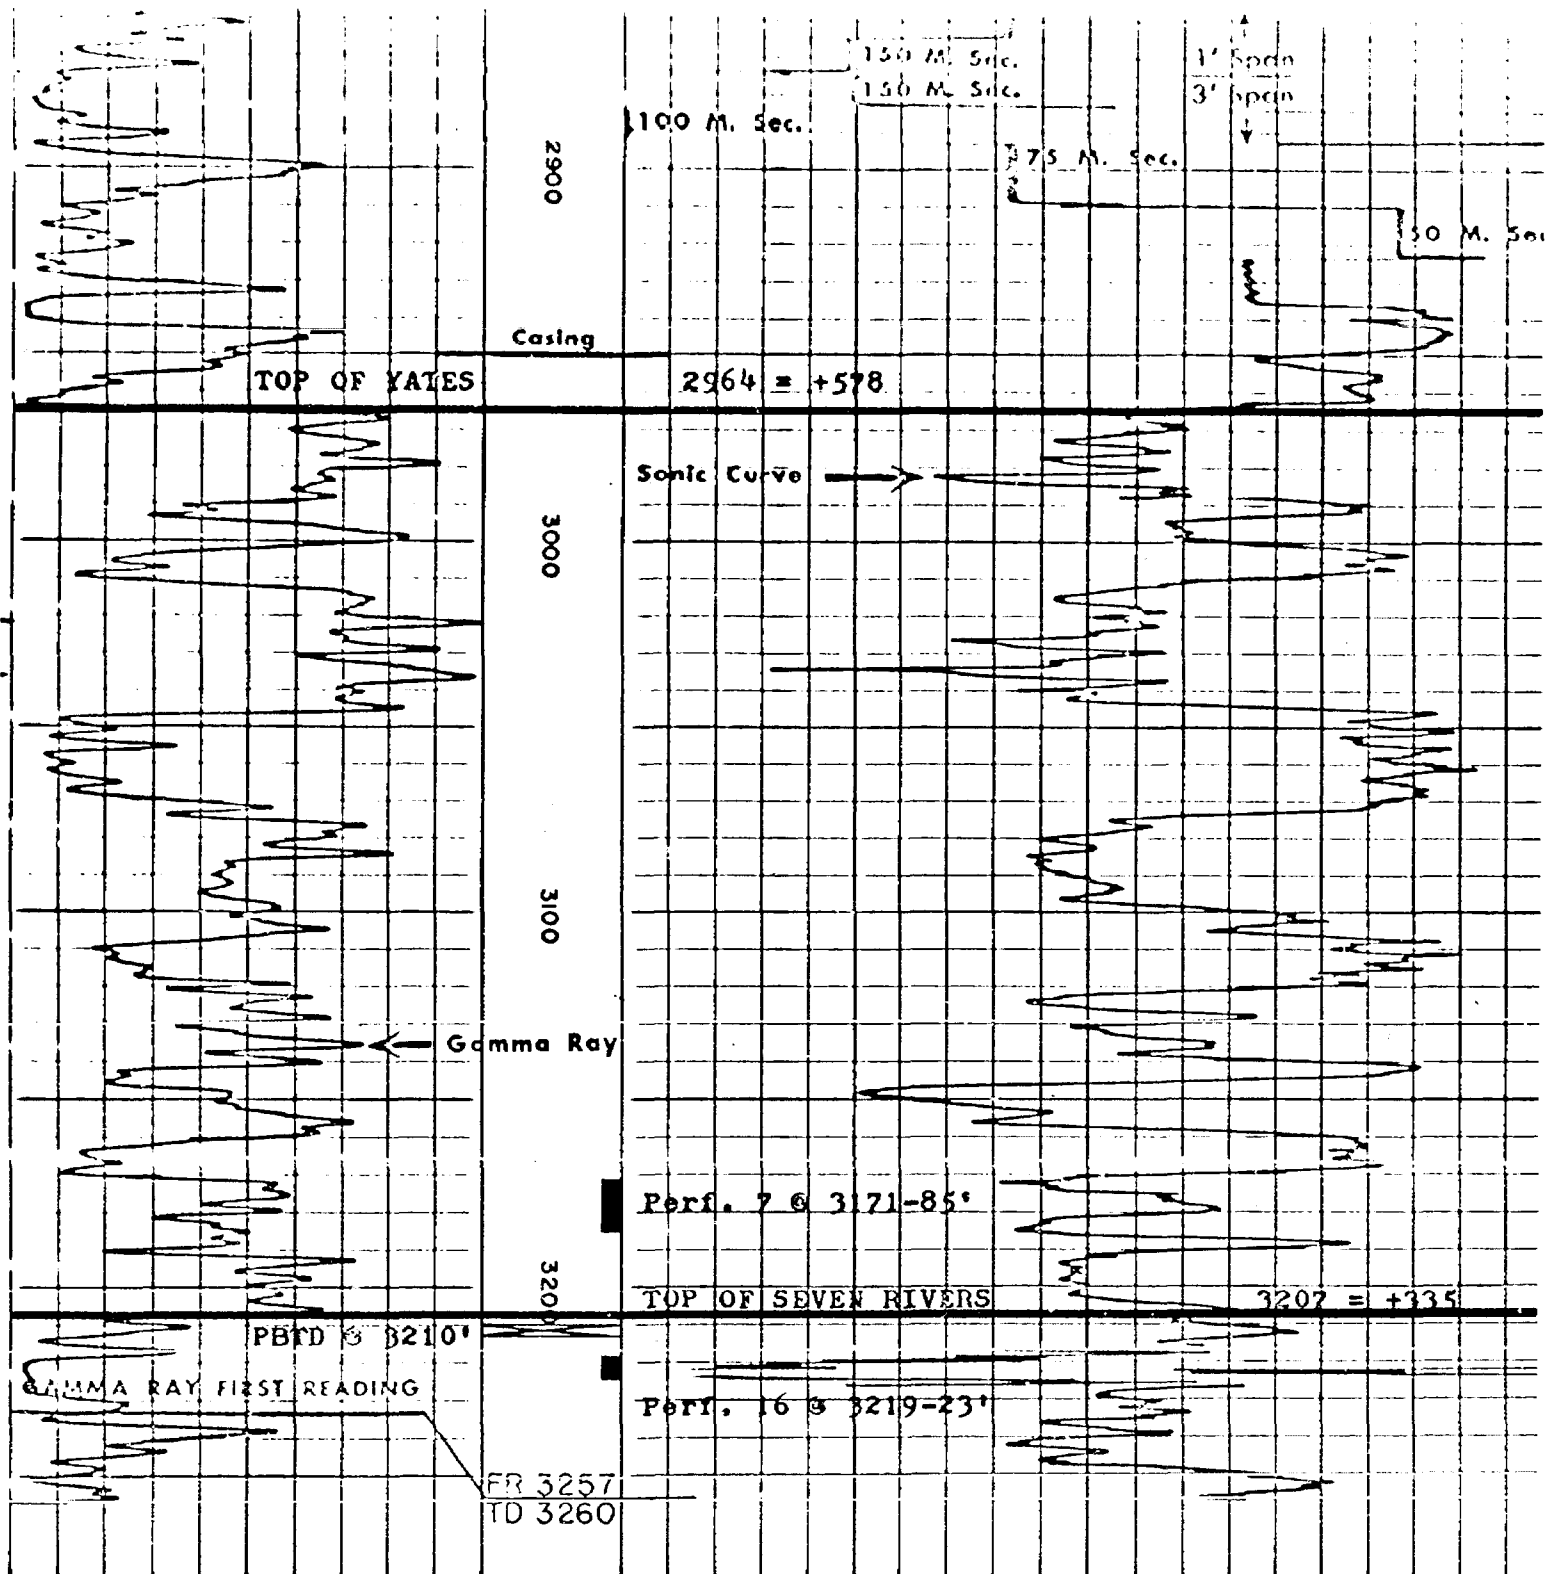 150 M. Sec.
1' Span
150 M. Sec.
3' Span
100 M. Sec.
75 M. Sec.
2900
50 M. Sec
Casing
TOP OF YATES
2964 = +578
Sonic Curve
3000
3100
Gamma Ray
Perf. 7 @ 3171-85'
3200
TOP OF SEVEN RIVERS
3207 = +335
PBTD @ 3210'
GAMMA RAY FIRST READING
Perf. 16 @ 3219-23'
FR 3257
TD 3260